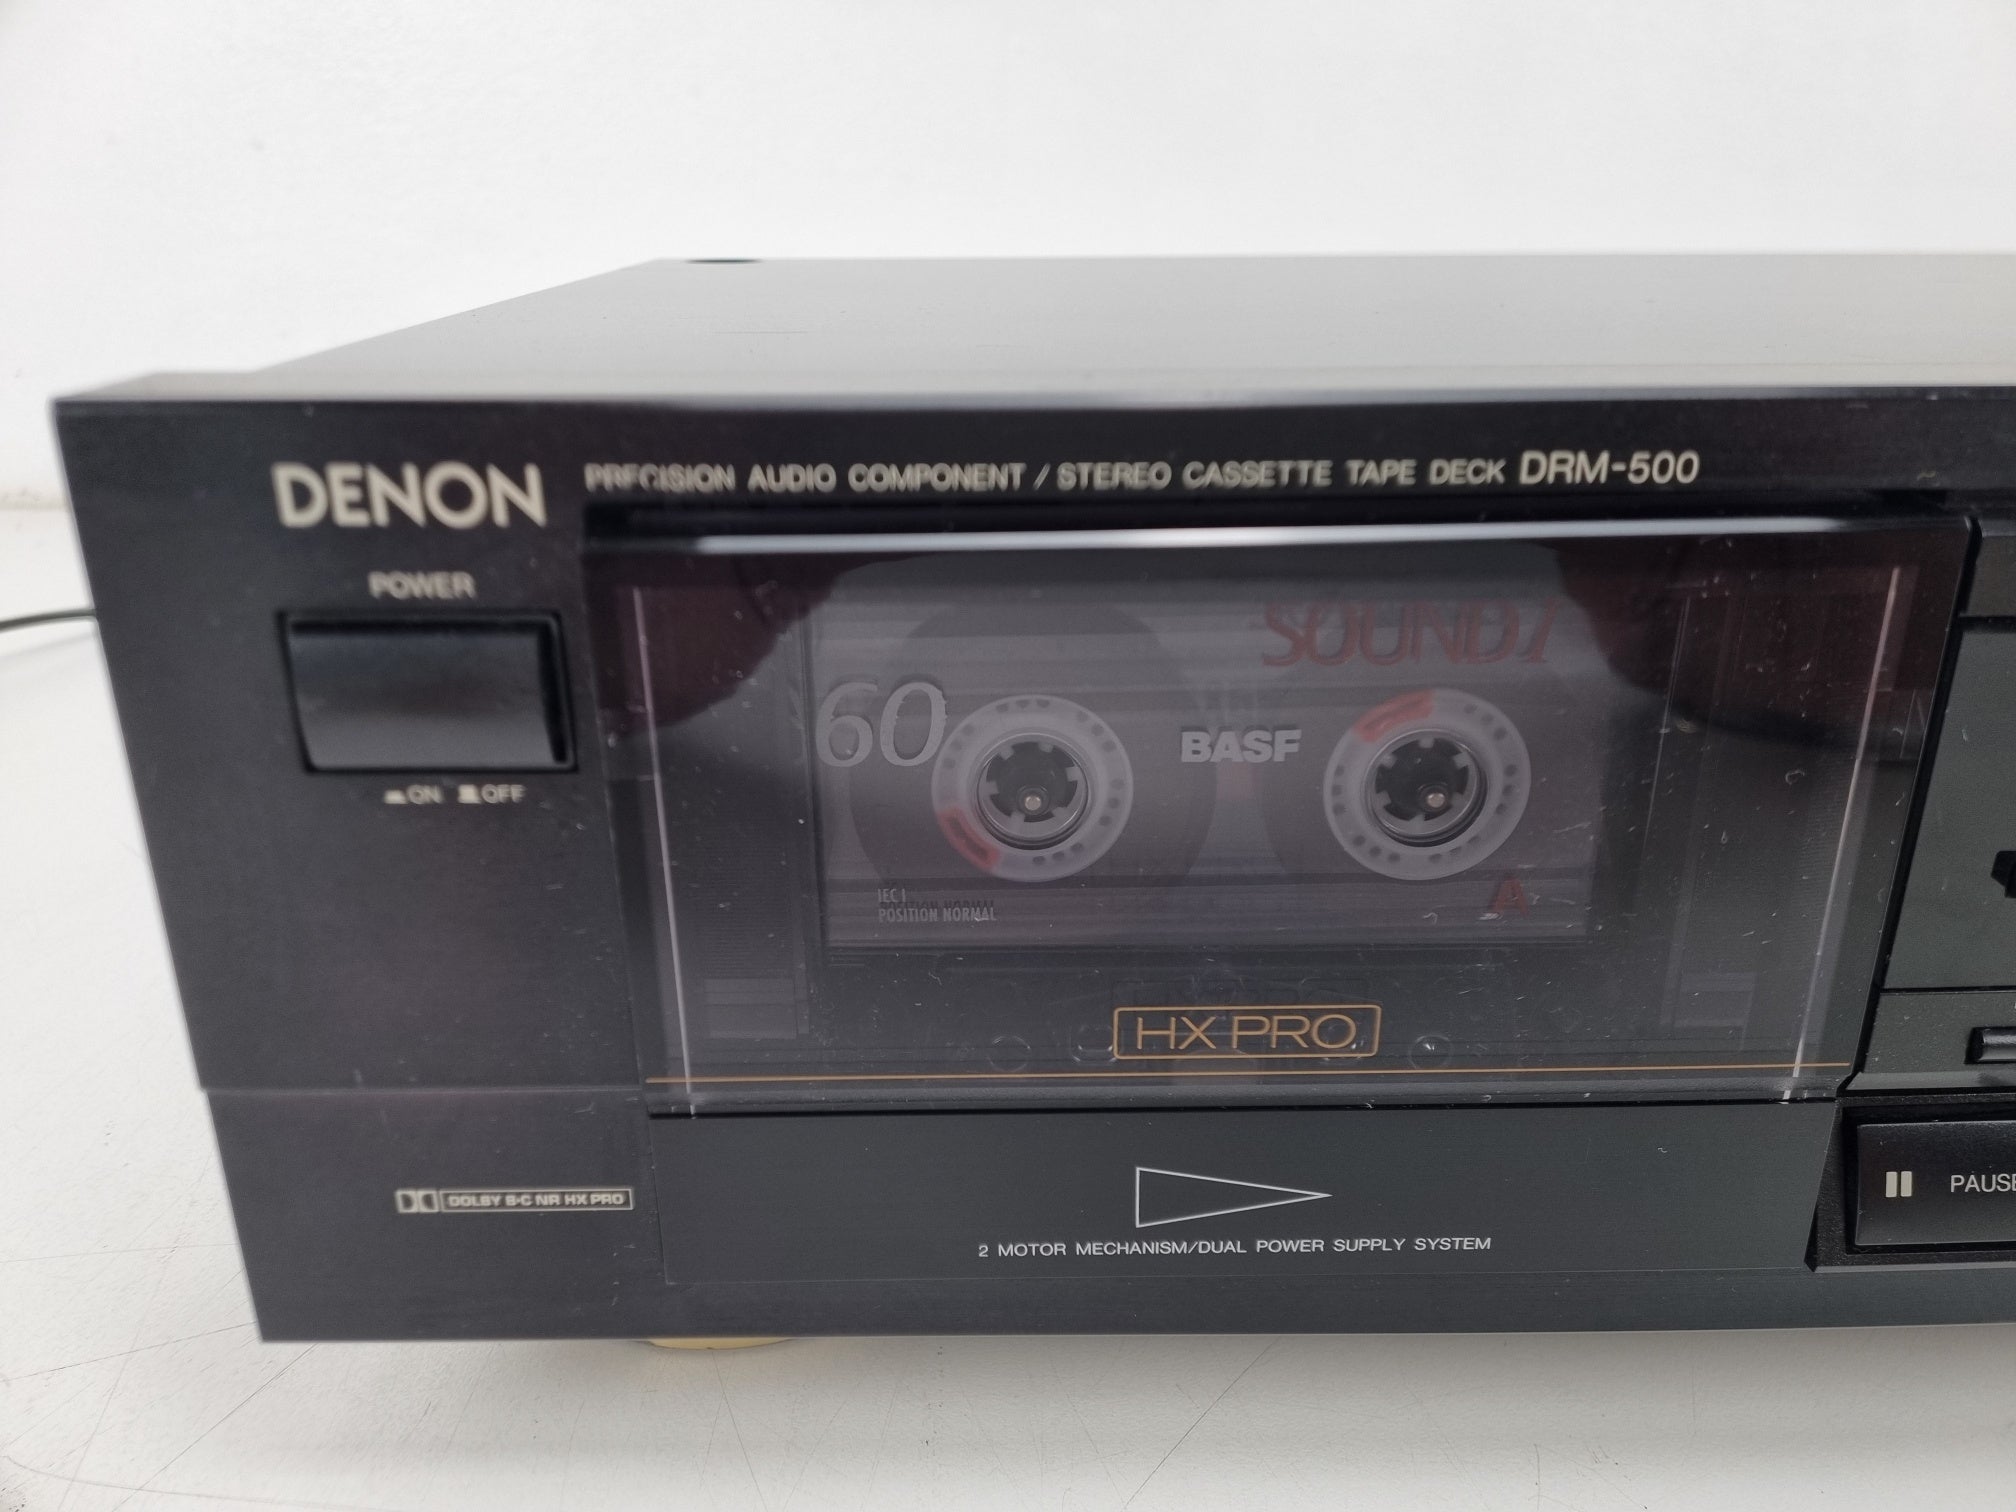 DENON PRECISION AUDIO COMPONENT / STEREO CASSETTE TAPE DECK DRM-500
POWER
ON OFF
SOUND I
60
BASF
IEC I
POSITION NORMAL
A
HX PRO
DOLBY B·C NR HX PRO
2 MOTOR MECHANISM/DUAL POWER SUPPLY SYSTEM
PAUSE